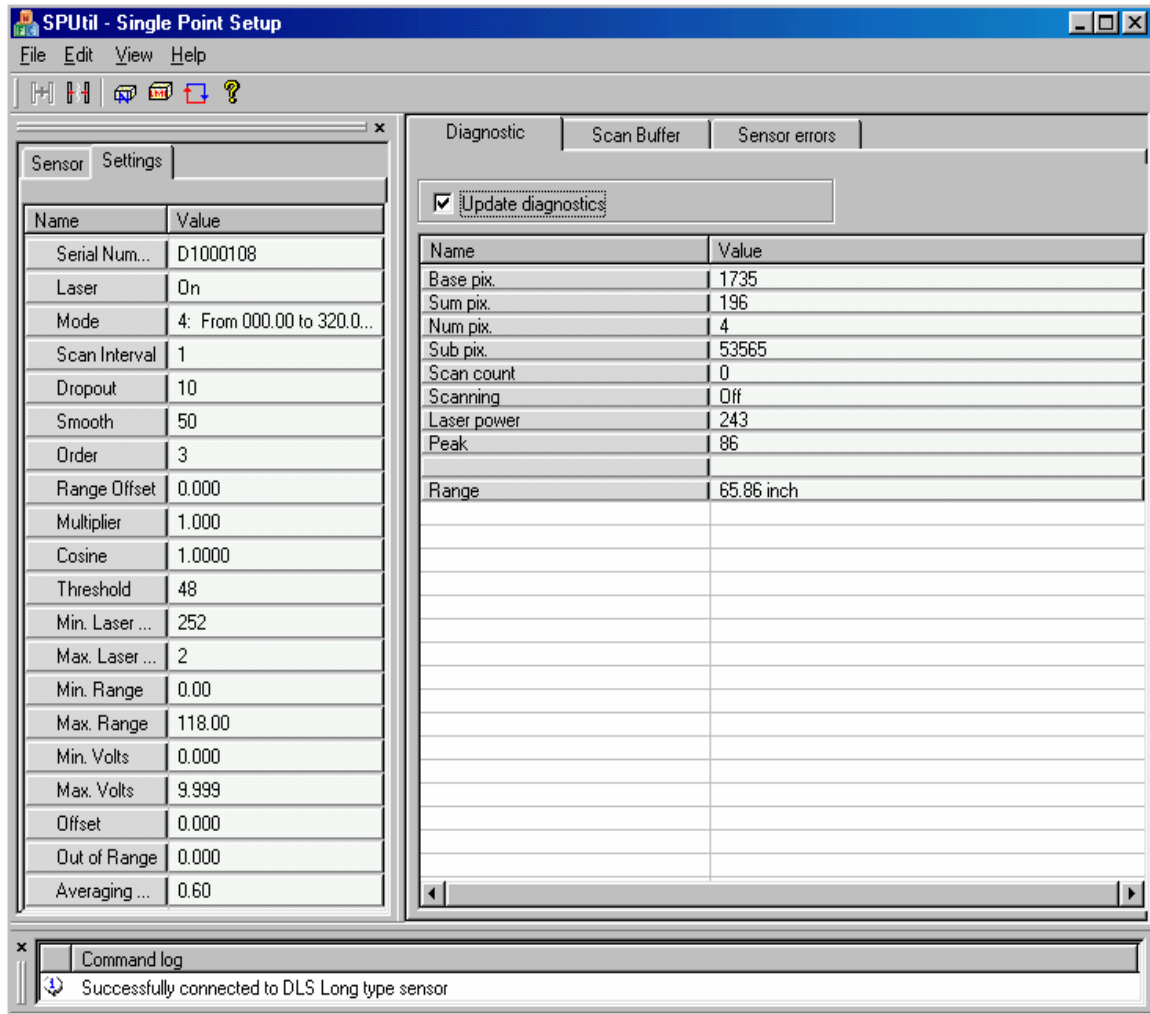 SPUtil - Single Point Setup
File Edit View Help
Sensor Settings
Name Value
Serial Num... D1000108
Laser On
Mode 4: From 000.00 to 320.0...
Scan Interval 1
Dropout 10
Smooth 50
Order 3
Range Offset 0.000
Multiplier 1.000
Cosine 1.0000
Threshold 48
Min. Laser ... 252
Max. Laser ... 2
Min. Range 0.00
Max. Range 118.00
Min. Volts 0.000
Max. Volts 9.999
Offset 0.000
Out of Range 0.000
Averaging ... 0.60
Diagnostic Scan Buffer Sensor errors
Update diagnostics
Name Value
Base pix. 1735
Sum pix. 196
Num pix. 4
Sub pix. 53565
Scan count 0
Scanning Off
Laser power 243
Peak 86
Range 65.86 inch
Command log
Successfully connected to DLS Long type sensor